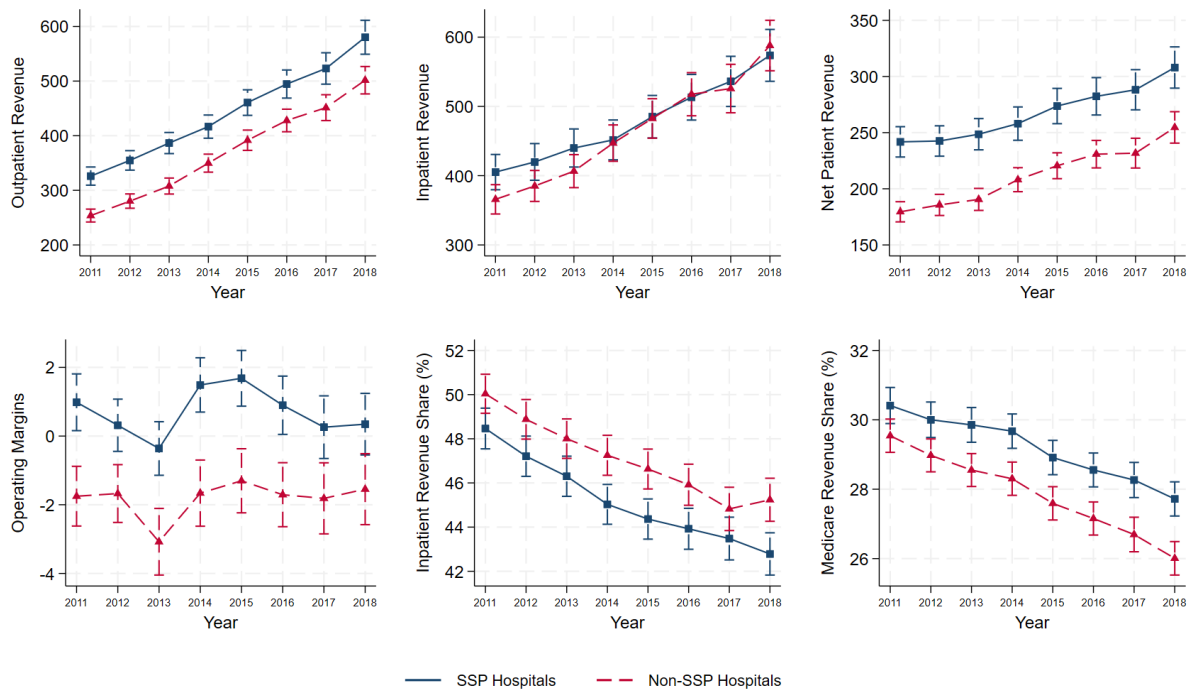 Outpatient Revenue
600
500
400
300
200
2011 2012 2013 2014 2015 2016 2017 2018
Year
Inpatient Revenue
600
500
400
300
2011 2012 2013 2014 2015 2016 2017 2018
Year
Net Patient Revenue
350
300
250
200
150
2011 2012 2013 2014 2015 2016 2017 2018
Year
Operating Margins
2
0
-2
-4
2011 2012 2013 2014 2015 2016 2017 2018
Year
Inpatient Revenue Share (%)
52
50
48
46
44
42
2011 2012 2013 2014 2015 2016 2017 2018
Year
Medicare Revenue Share (%)
32
30
28
26
2011 2012 2013 2014 2015 2016 2017 2018
Year
SSP Hospitals
Non-SSP Hospitals